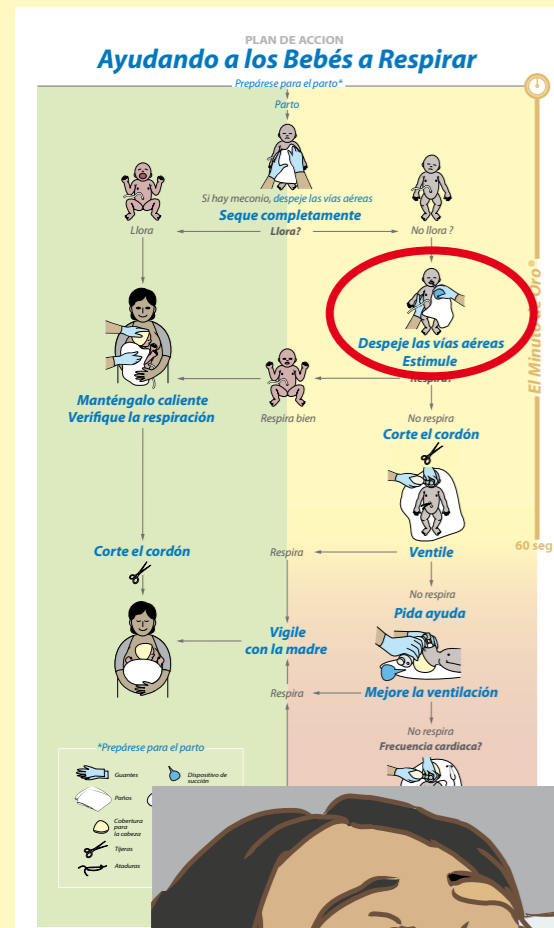 PLAN DE ACCION
Ayudando a los Bebés a Respirar
Prepárese para el parto*
Parto
Si hay meconio, despeje las vías aéreas
Seque completamente
Llora
Llora?
No llora ?
Despeje las vías aéreas
Estimule
Respira?
El Minuto de Oro®
Manténgalo caliente
Verifique la respiración
Respira bien
No respira
Corte el cordón
Corte el cordón
Respira
Ventile
60 seg
No respira
Pida ayuda
Vigile
con la madre
Respira
Mejore la ventilación
No respira
Frecuencia cardiaca?
*Prepárese para el parto
Guantes
Dispositivo de
succión
Paños
Cobertura
para
la cabeza
Tijeras
Ataduras